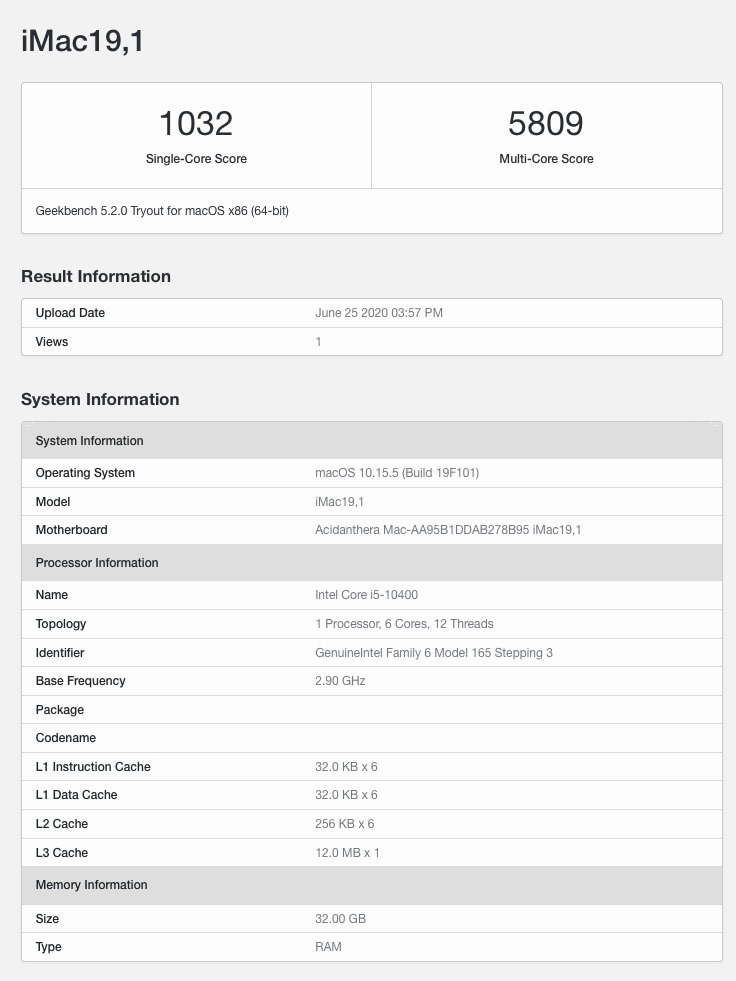 iMac19,1
1032
Single-Core Score
5809
Multi-Core Score
Geekbench 5.2.0 Tryout for macOS x86 (64-bit)
Result Information
Upload Date June 25 2020 03:57 PM
Views 1
System Information
System Information
Operating System macOS 10.15.5 (Build 19F101)
Model iMac19,1
Motherboard Acidanthera Mac-AA95B1DDAB278B95 iMac19,1
Processor Information
Name Intel Core i5-10400
Topology 1 Processor, 6 Cores, 12 Threads
Identifier GenuineIntel Family 6 Model 165 Stepping 3
Base Frequency 2.90 GHz
Package
Codename
L1 Instruction Cache 32.0 KB x 6
L1 Data Cache 32.0 KB x 6
L2 Cache 256 KB x 6
L3 Cache 12.0 MB x 1
Memory Information
Size 32.00 GB
Type RAM